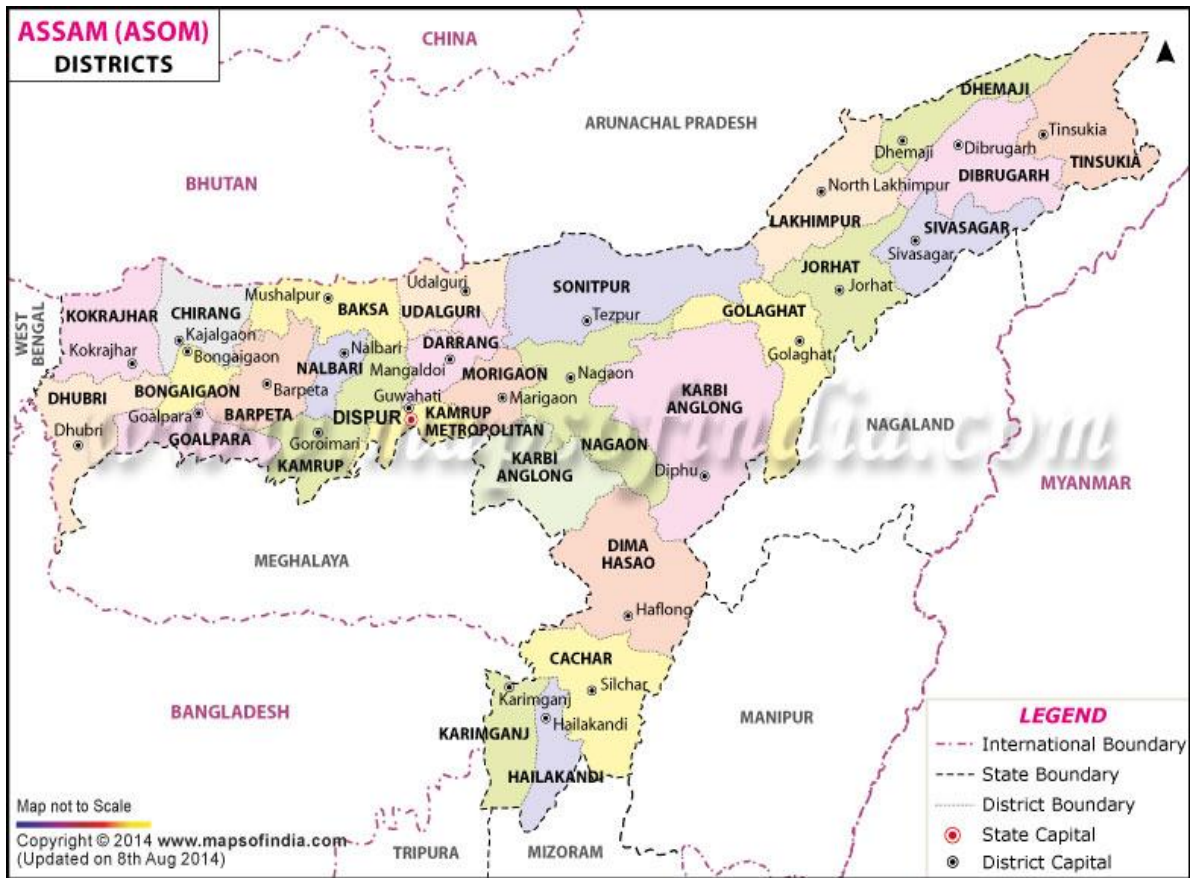 ASSAM (ASOM)
DISTRICTS
CHINA
ARUNACHAL PRADESH
BHUTAN
WEST
BENGAL
DHEMAJI
Dhemaji
Dibrugarh
DIBRUGARH
Tinsukia
TINSUKIA
North Lakhimpur
LAKHIMPUR
SIVASAGAR
Sivasagar
JORHAT
Jorhat
KOKRAJHAR
Kokrajhar
CHIRANG
Kajalgaon
Bongaigaon
BONGAIGAON
Mushalpur
BAKSA
Udalguri
UDALGURI
SONITPUR
Tezpur
GOLAGHAT
Golaghat
DHUBRI
Dhubri
Goalpara
GOALPARA
Barpeta
BARPETA
Nalbari
NALBARI
DARRANG
Mangaldoi
MORIGAON
Marigaon
Nagaon
NAGAON
Guwahati
DISPUR
KAMRUP
METROPOLITAN
Goroimari
KAMRUP
KARBI
ANGLONG
KARBI
ANGLONG
Diphu
www.mapsofindia.com
NAGALAND
MYANMAR
MEGHALAYA
DIMA
HASAO
Haflong
CACHAR
Silchar
Karimganj
KARIMGANJ
Hailakandi
HAILAKANDI
BANGLADESH
MANIPUR
TRIPURA
MIZORAM
LEGEND
International Boundary
State Boundary
District Boundary
State Capital
District Capital
Map not to Scale
Copyright © 2014 www.mapsofindia.com
(Updated on 8th Aug 2014)